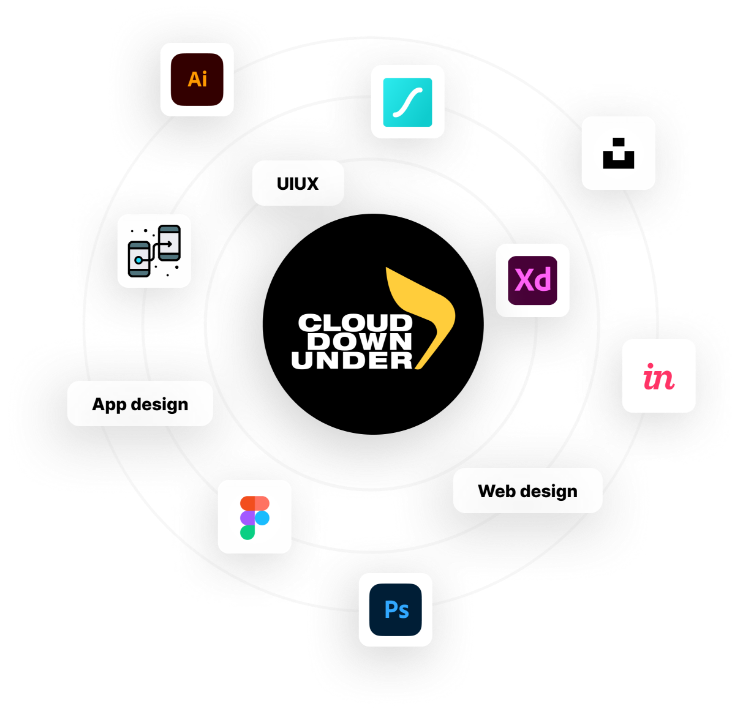 Ai
UIUX
Xd
CLOUD
DOWN
UNDER
in
App design
Web design
Ps